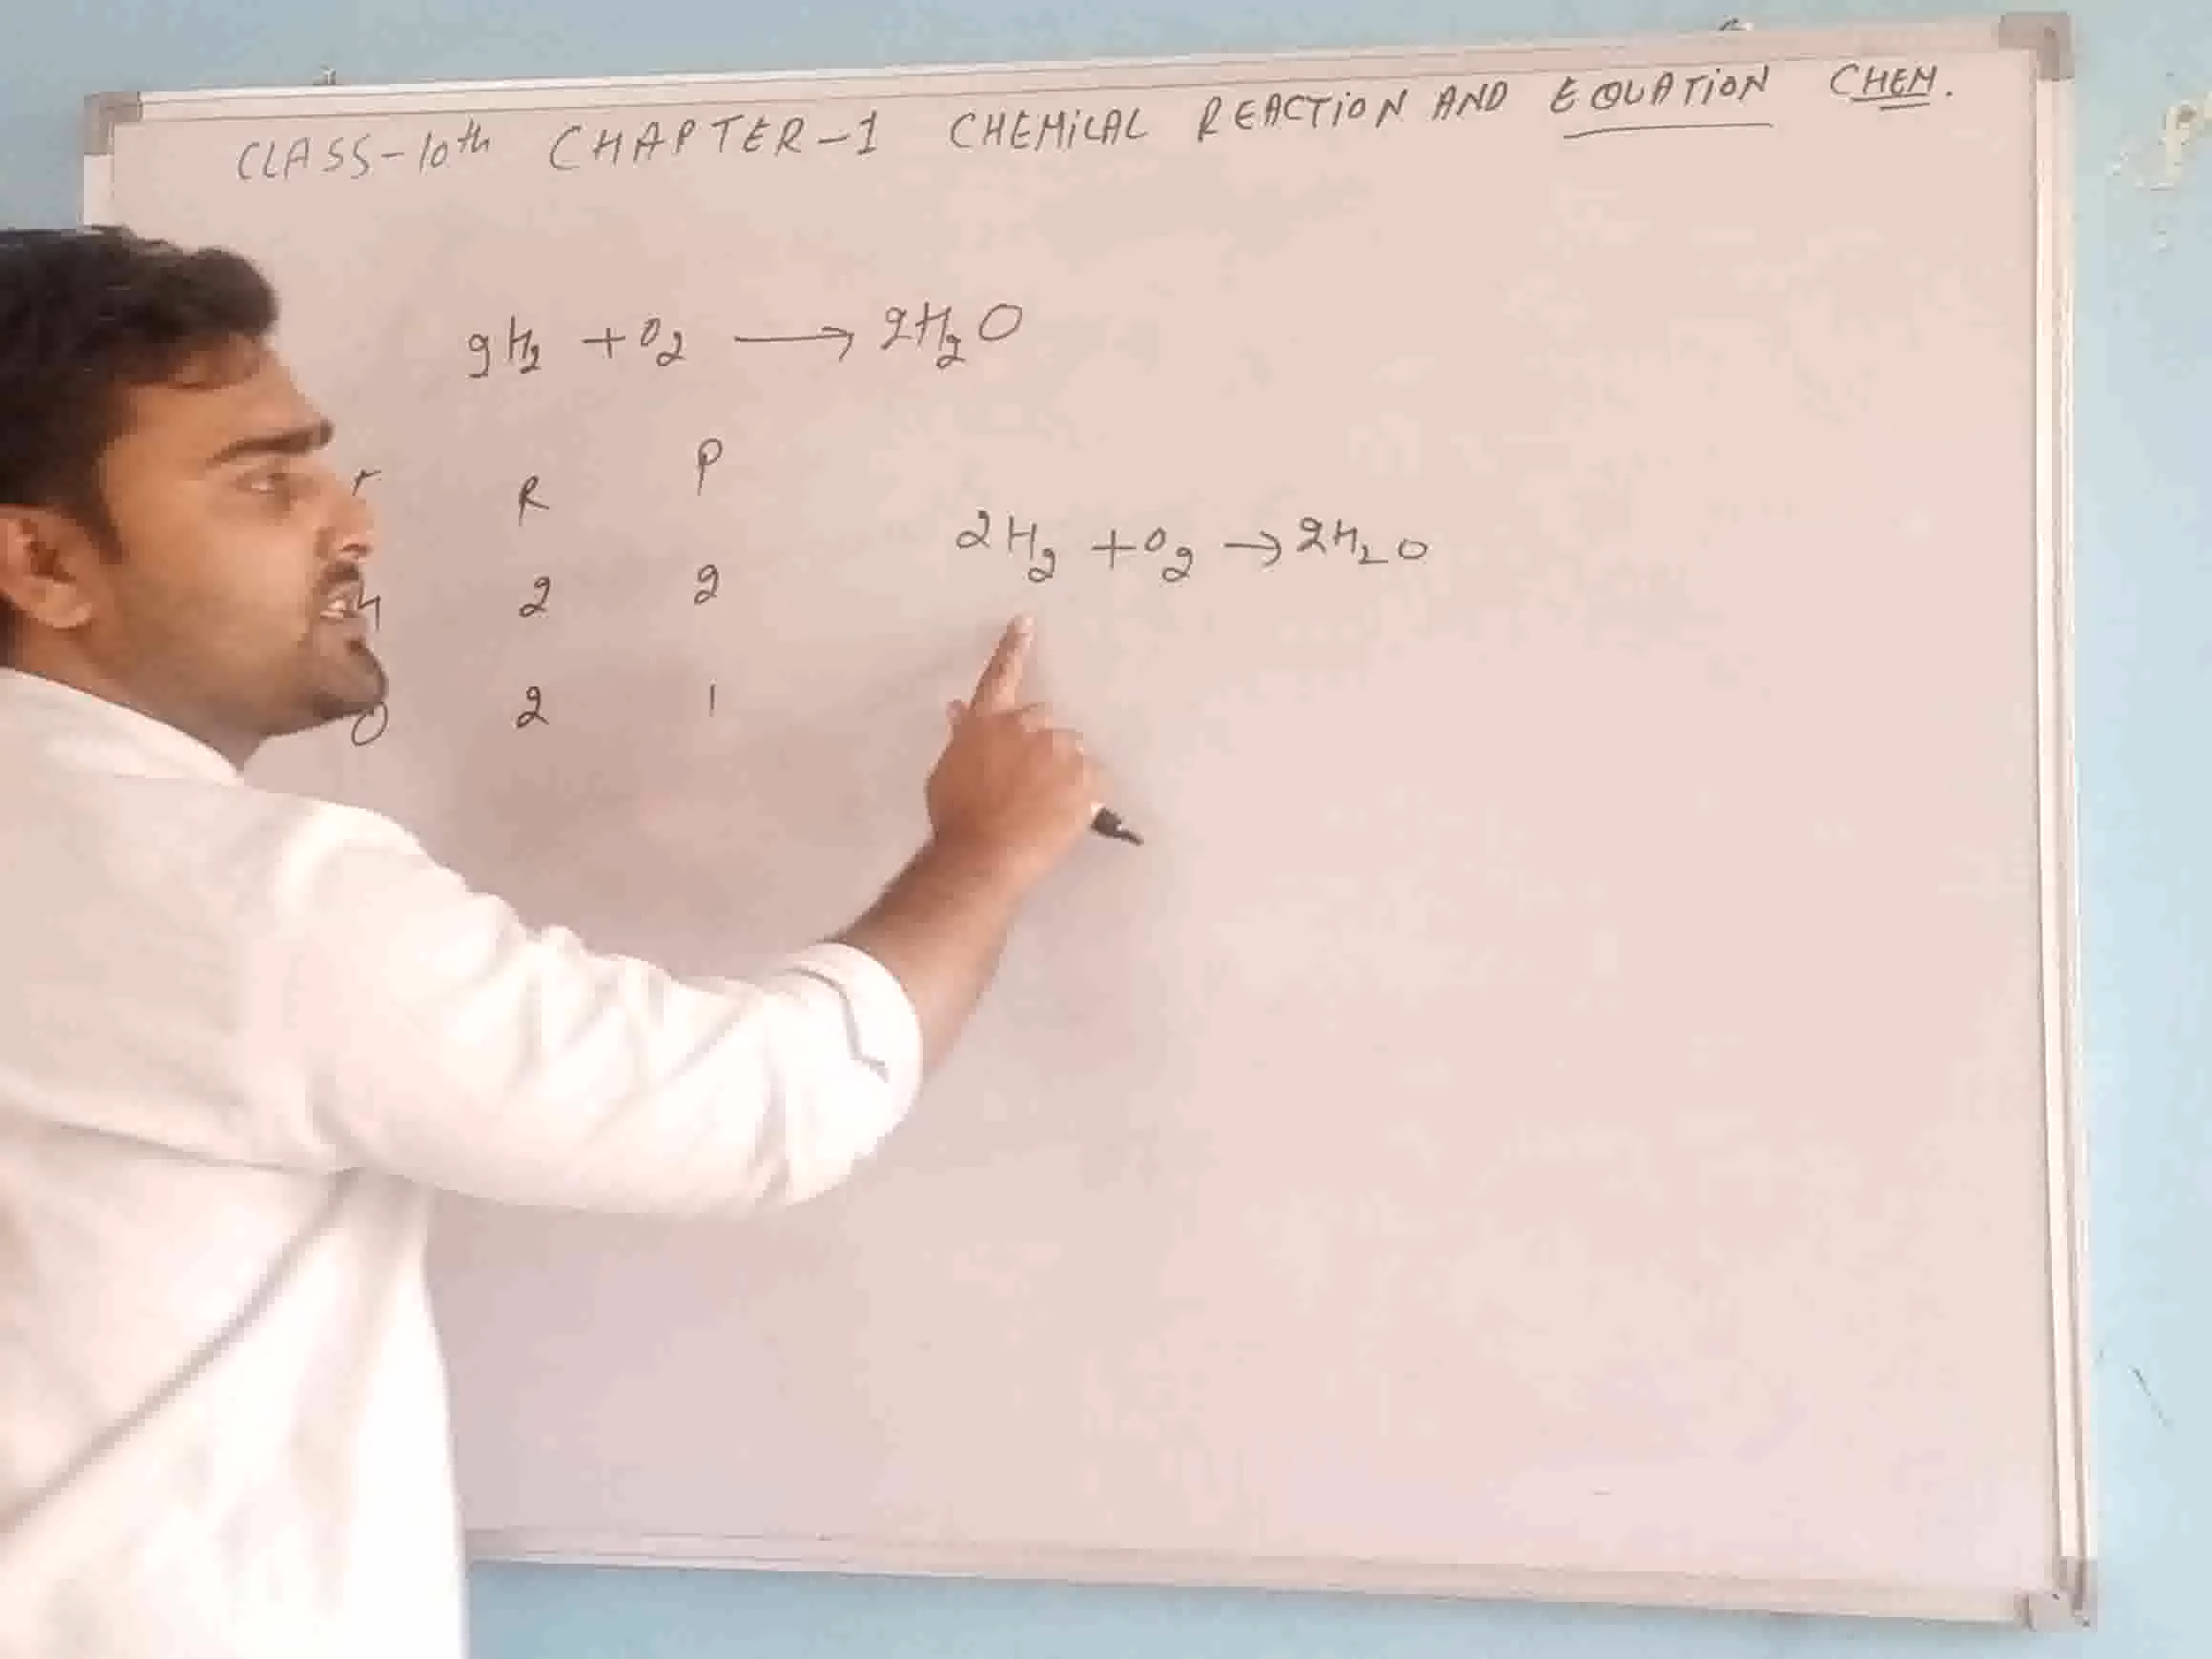 CLASS-10th CHAPTER-1 CHEMICAL REACTION AND EQUATION CHEM.
2H2 + O2 → 2H2O
R P
H 2 2
O 2 1
2H2 + O2 → 2H2O